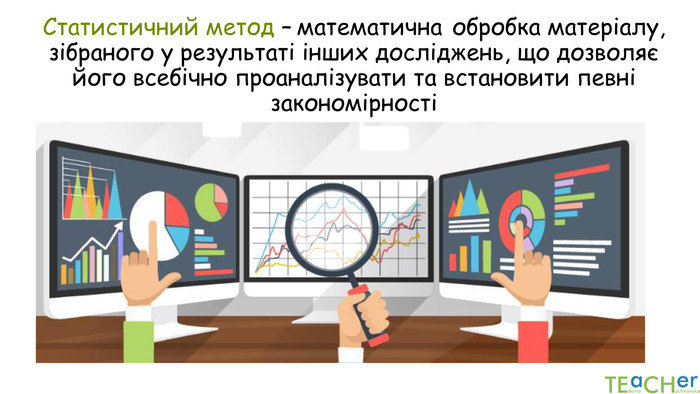 Статистичний метод – математична обробка матеріалу,
зібраного у результаті інших досліджень, що дозволяє
його всебічно проаналізувати та встановити певні
закономірності
TEaCHer